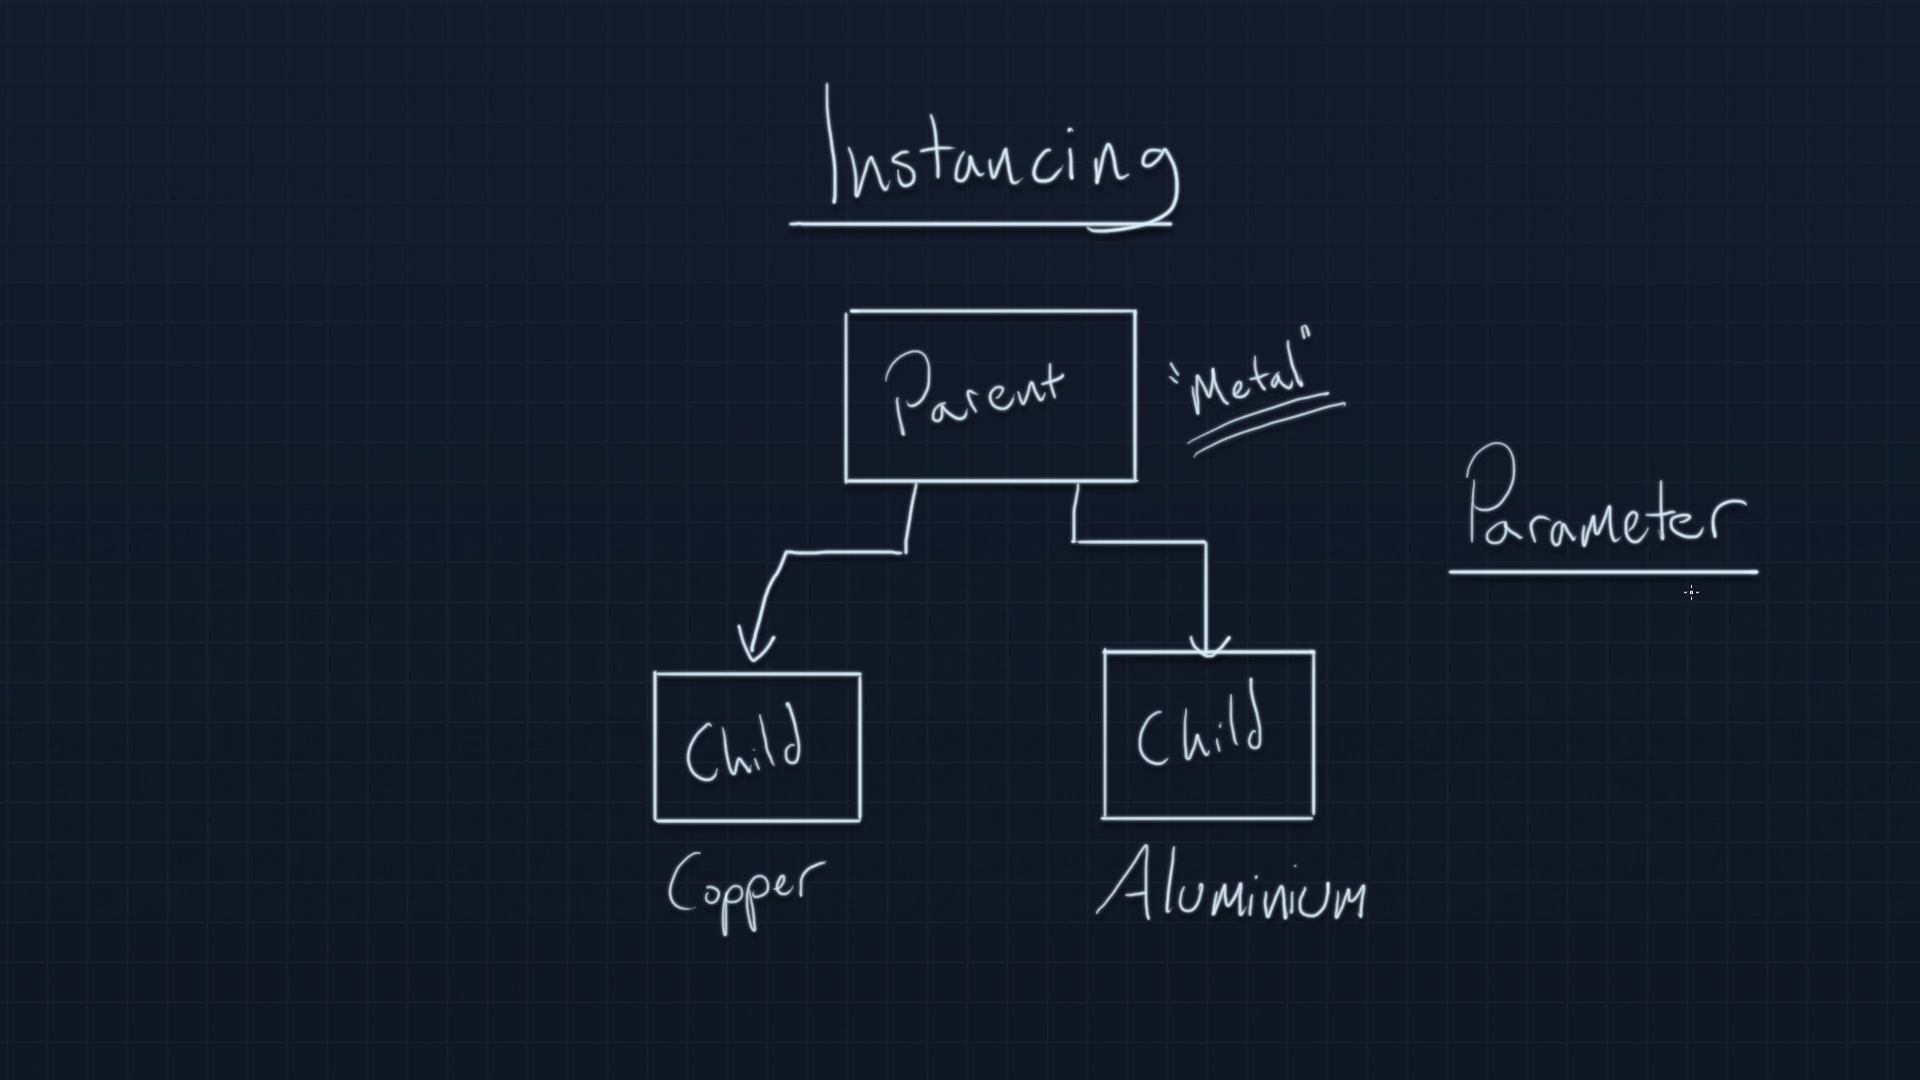 Instancing
Parent
"Metal"
Parameter
Child
Child
Copper
Aluminium